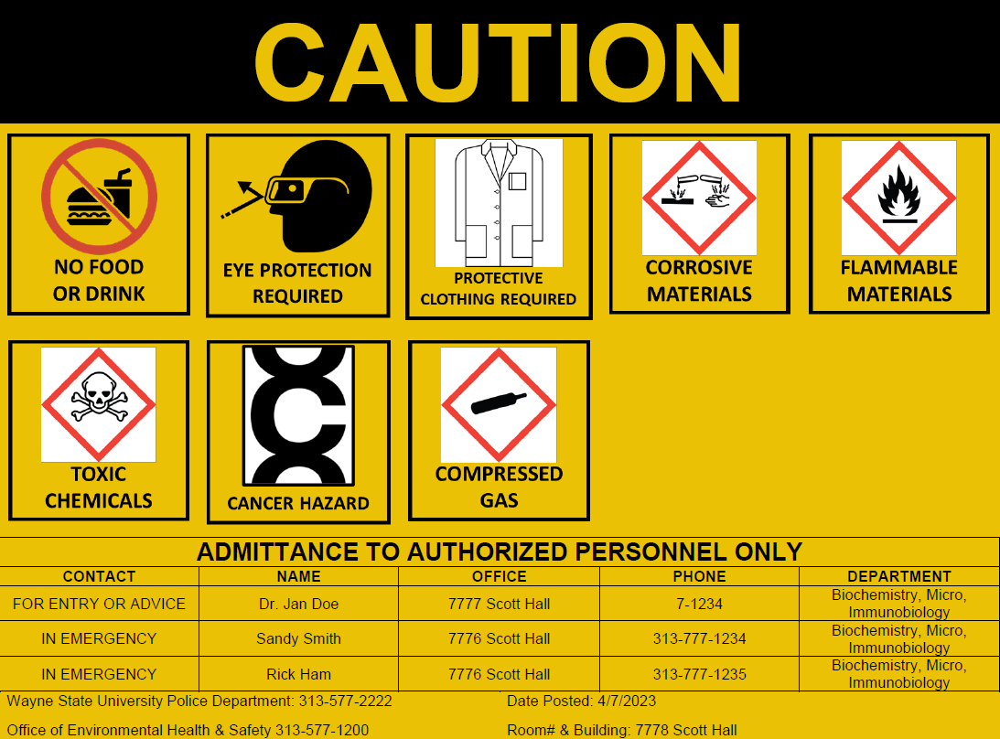 CAUTION
NO FOOD
OR DRINK
EYE PROTECTION
REQUIRED
PROTECTIVE
CLOTHING REQUIRED
CORROSIVE
MATERIALS
FLAMMABLE
MATERIALS
TOXIC
CHEMICALS
CANCER HAZARD
COMPRESSED
GAS
ADMITTANCE TO AUTHORIZED PERSONNEL ONLY
CONTACT NAME OFFICE PHONE DEPARTMENT
FOR ENTRY OR ADVICE Dr. Jan Doe 7777 Scott Hall 7-1234 Biochemistry, Micro,
Immunobiology
IN EMERGENCY Sandy Smith 7776 Scott Hall 313-777-1234 Biochemistry, Micro,
Immunobiology
IN EMERGENCY Rick Ham 7776 Scott Hall 313-777-1235 Biochemistry, Micro,
Immunobiology
Wayne State University Police Department: 313-577-2222 Date Posted: 4/7/2023
Office of Environmental Health & Safety 313-577-1200 Room# & Building: 7778 Scott Hall